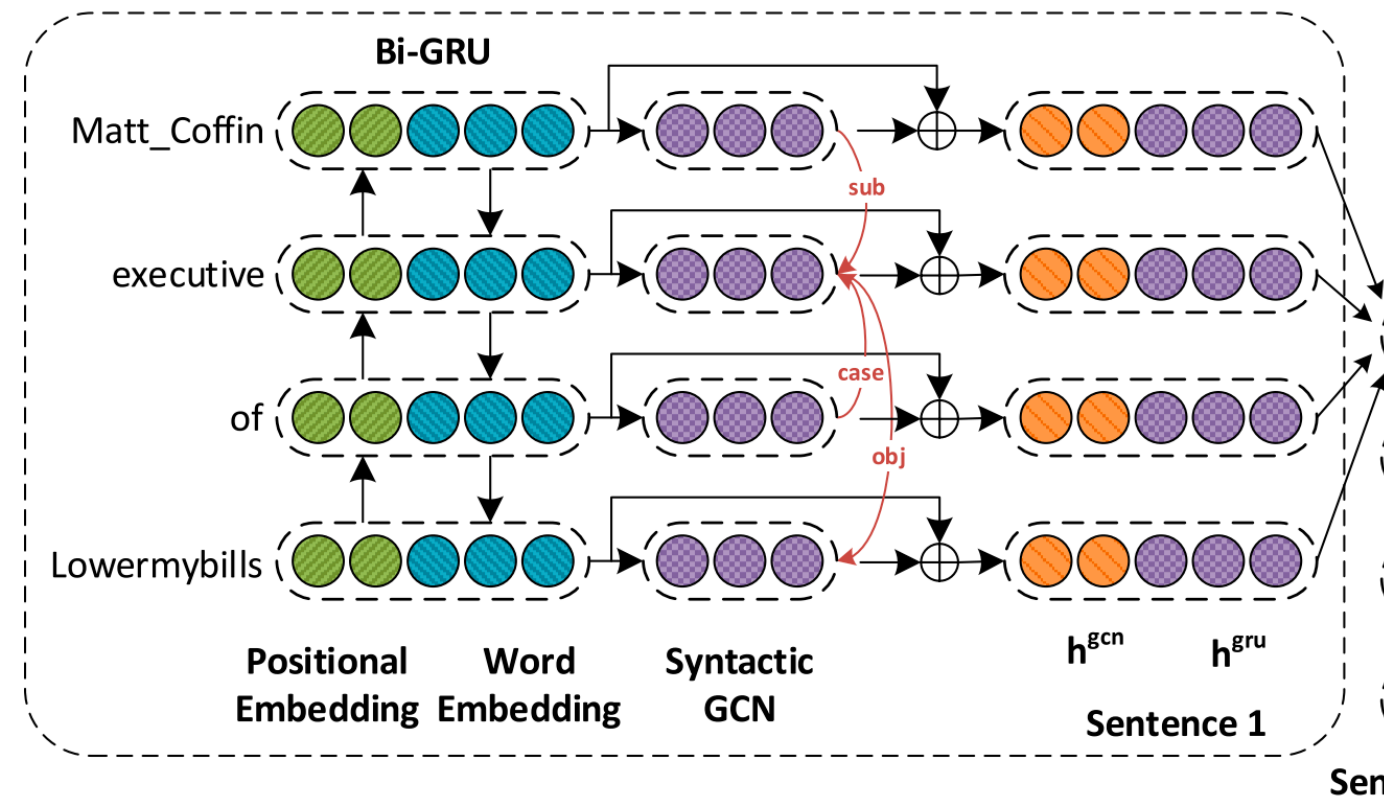 Bi-GRU
Matt_Coffin
sub
executive
case
of
obj
Lowermybills
Positional
Embedding
Word
Embedding
Syntactic
GCN
h^gcn
h^gru
Sentence 1
Sen